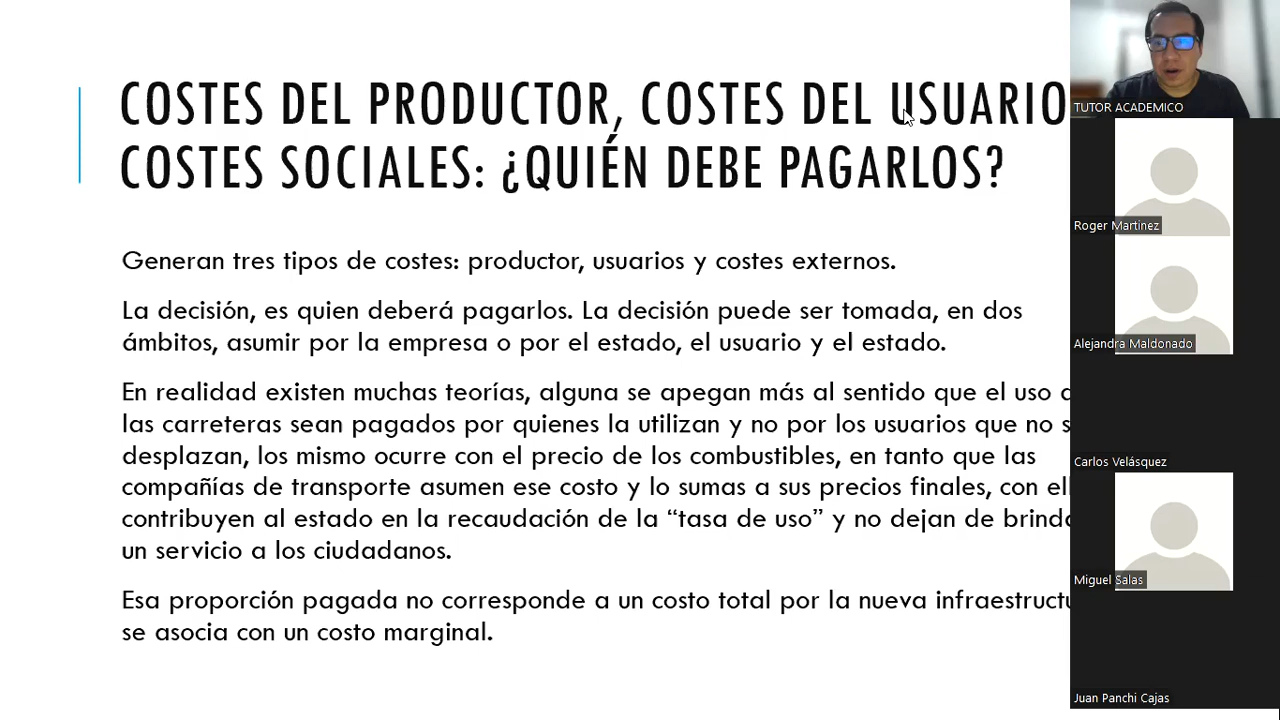 COSTES DEL PRODUCTOR, COSTES DEL USUARIO
COSTES SOCIALES: ¿QUIÉN DEBE PAGARLOS?
Generan tres tipos de costes: productor, usuarios y costes externos.
La decisión, es quien deberá pagarlos. La decisión puede ser tomada, en dos
ámbitos, asumir por la empresa o por el estado, el usuario y el estado.
En realidad existen muchas teorías, alguna se apegan más al sentido que el uso
las carreteras sean pagados por quienes la utilizan y no por los usuarios que no
desplazan, los mismo ocurre con el precio de los combustibles, en tanto que las
compañías de transporte asumen ese costo y lo sumas a sus precios finales, con
contribuyen al estado en la recaudación de la “tasa de uso” y no dejan de
un servicio a los ciudadanos.
Esa proporción pagada no corresponde a un costo total por la nueva
se asocia con un costo marginal.
TUTOR ACADEMICO
Roger Martinez
Alejandra Maldonado
Carlos Velásquez
Miguel Salas
Juan Panchi Cajas